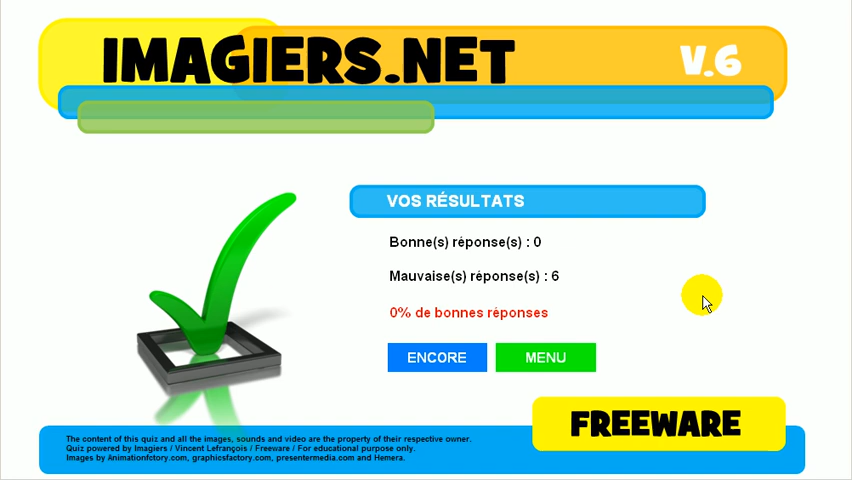 IMAGIERS.NET
V.6
VOS RÉSULTATS
Bonne(s) réponse(s) : 0
Mauvaise(s) réponse(s) : 6
0% de bonnes réponses
ENCORE
MENU
FREEWARE
The content of this quiz and all the images, sounds and video are the property of their respective owner.
Quiz powered by Imagiers / Vincent Lefrançois / Freeware / For educational purpose only.
Images by Animationfctory.com, graphicsfactory.com, presentermedia.com and Hemera.